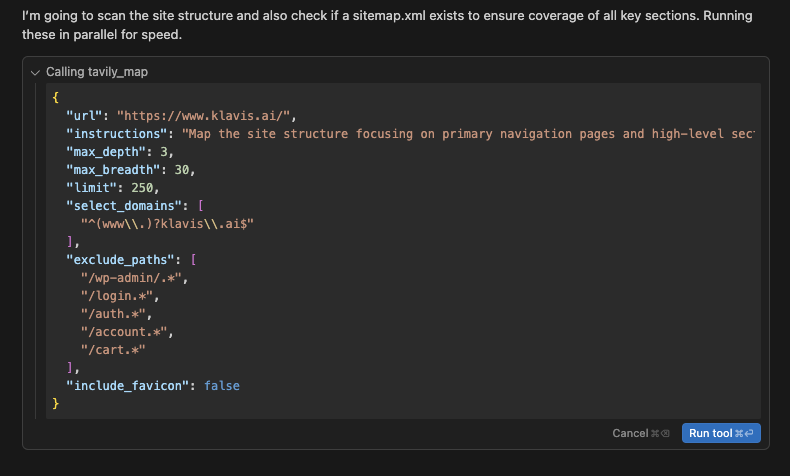 I'm going to scan the site structure and also check if a sitemap.xml exists to ensure coverage of all key sections. Running
these in parallel for speed.
Calling tavily_map
{
"url": "https://www.klavis.ai/",
"instructions": "Map the site structure focusing on primary navigation pages and high-level sec
"max_depth": 3,
"max_breadth": 30,
"limit": 250,
"select_domains": [
"^(www\\.)?klavis\\.ai$"
],
"exclude_paths": [
"/wp-admin/.*",
"/login.*",
"/auth.*",
"/account.*",
"/cart.*"
],
"include_favicon": false
}
Cancel ⌘⌫ Run tool ⌘⏎